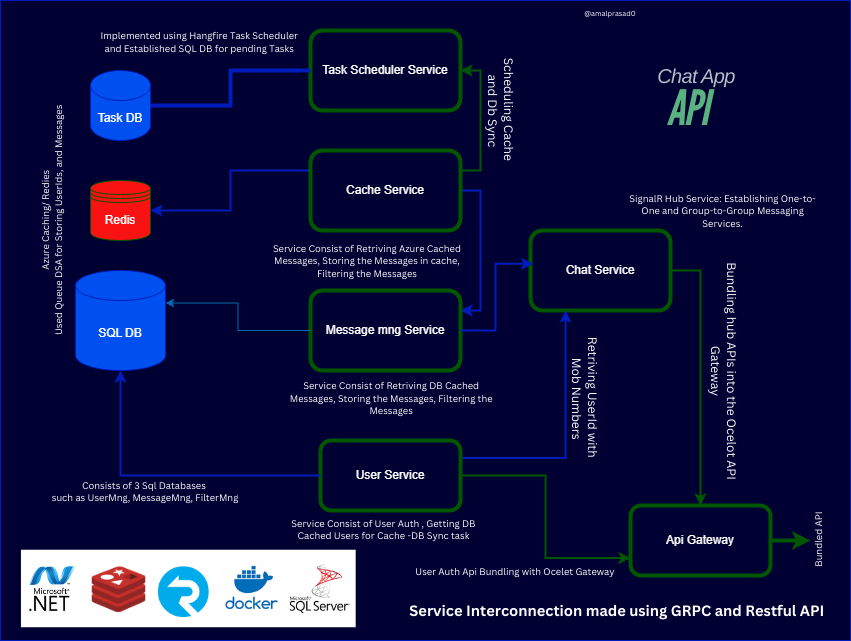 @amalprasad0
Implemented using Hangfire Task Scheduler
and Established SQL DB for pending Tasks
Task Scheduler Service
Task DB
Scheduling Cache
and Db Sync
Chat App
API
Azure Caching/ Redies
Used Queue DSA for Storing UserIds, and Messages
Cache Service
Redis
SignalR Hub Service: Establishing One-to-
One and Group-to-Group Messaging
Services.
Service Consist of Retriving Azure Cached
Messages, Storing the Messages in cache,
Filtering the Messages
Chat Service
SQL DB
Message mng Service
Bundling hub APIs into the Ocelot API
Gateway
Retriving UserId with
Mob Numbers
Service Consist of Retriving DB Cached
Messages, Storing the Messages, Filtering the
Messages
User Service
Consists of 3 Sql Databases
such as UserMng, MessageMng, FilterMng
Service Consist of User Auth , Getting DB
Cached Users for Cache -DB Sync task
Api Gateway
Bundled API
User Auth Api Bundling with Ocelet Gateway
Microsoft
.NET
docker
Microsoft
SQL Server
Service Interconnection made using GRPC and Restful API